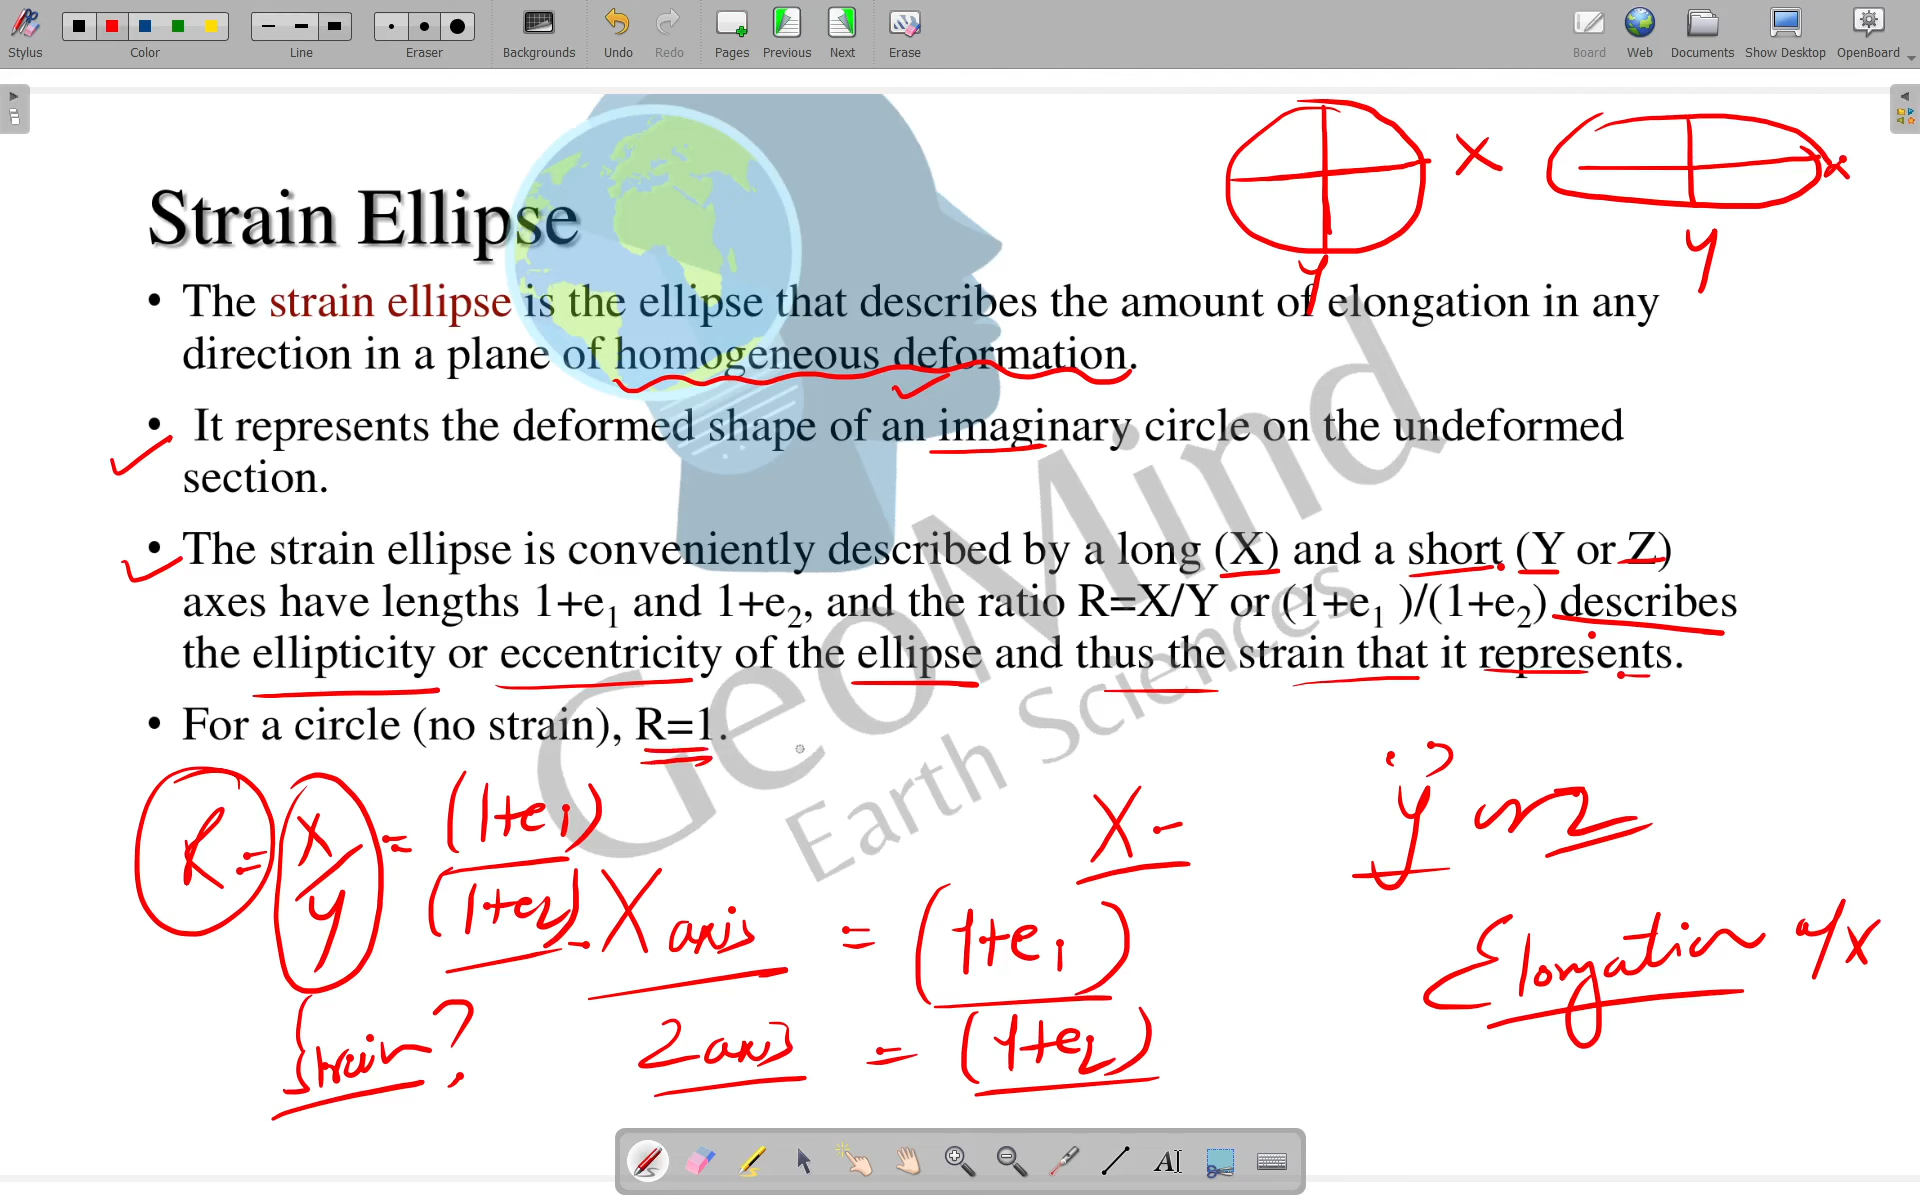 Stylus
Color
Line
Eraser
Backgrounds
Undo
Redo
Pages
Previous
Next
Erase
Board
Web
Documents
Show Desktop
OpenBoard
X
X
y
y
Strain Ellipse
• The strain ellipse is the ellipse that describes the amount of elongation in any
direction in a plane of homogeneous deformation.
• It represents the deformed shape of an imaginary circle on the undeformed
section.
• The strain ellipse is conveniently described by a long (X) and a short (Y or Z)
axes have lengths 1+e₁ and 1+e₂, and the ratio R=X/Y or (1+e₁ )/(1+e₂) describes
the ellipticity or eccentricity of the ellipse and thus the strain that it represents.
• For a circle (no strain), R=1.
GeoMind
Earth Sciences
R = X/y = (1+e₁)/(1+e₂)
X -
y or z
X axis = (1+e₁)
Elongation
Strain?
Z axis = (1+e₂)